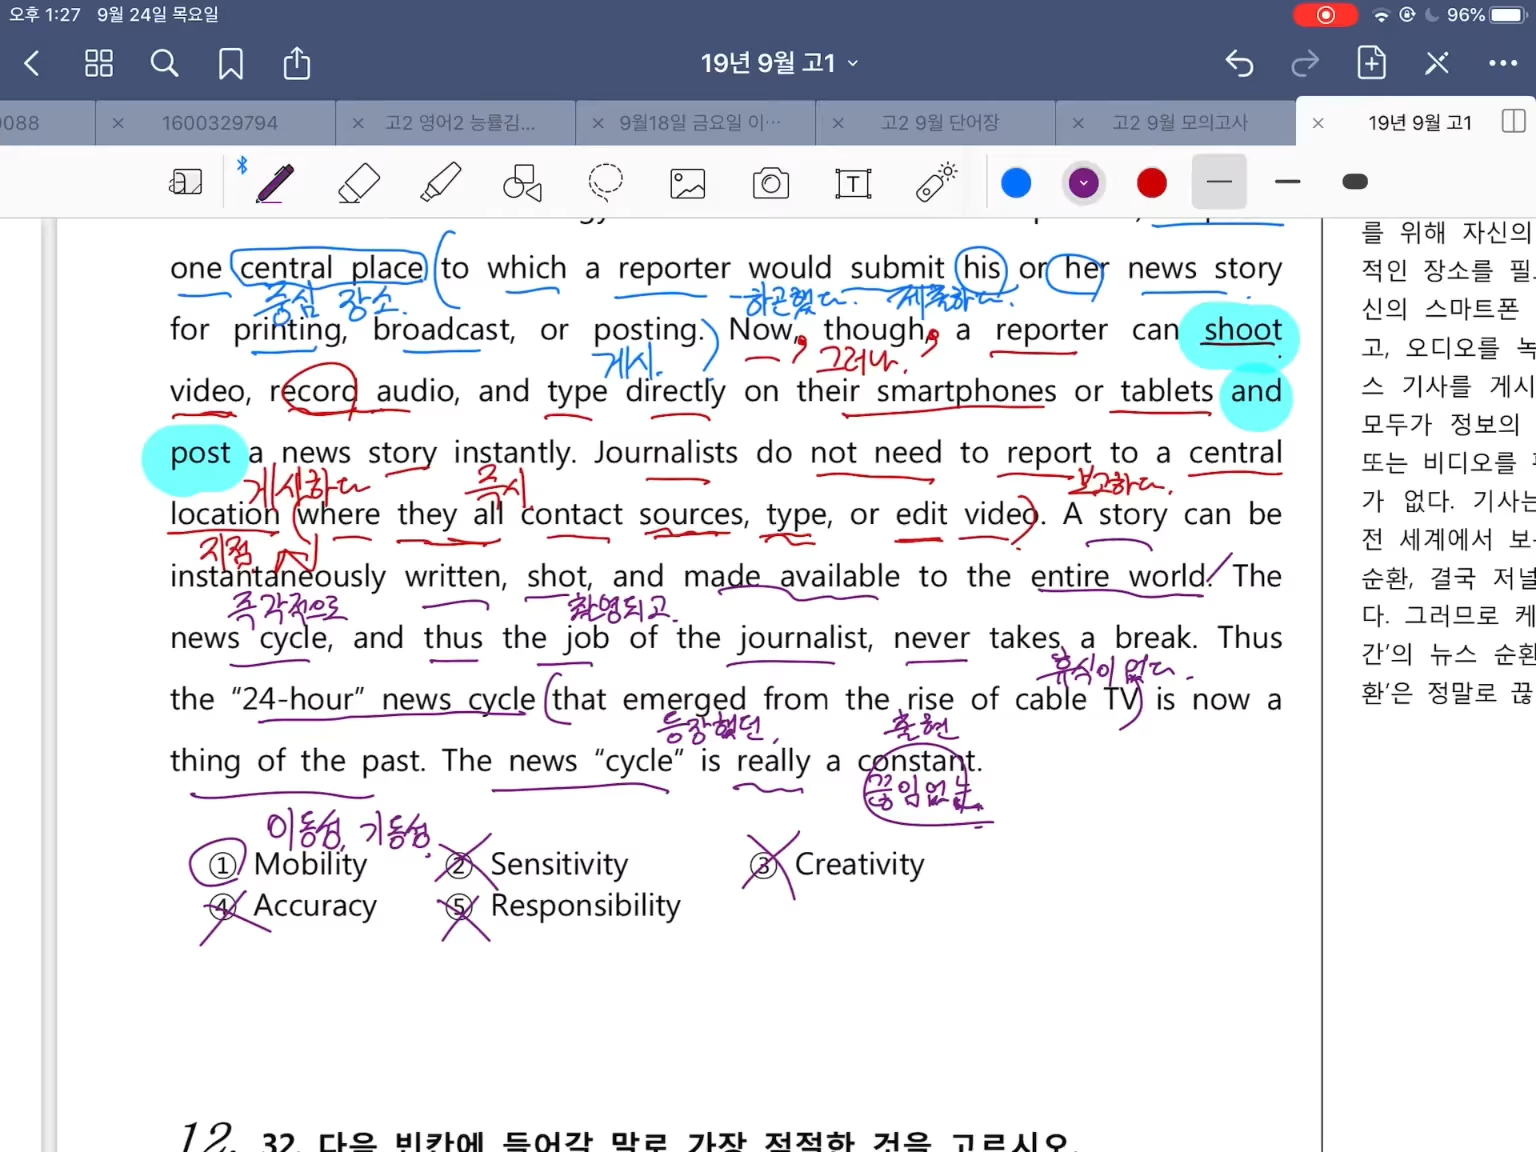 오후 1:27 9월 24일 목요일 96%
19년 9월 고1
0088 × 1600329794 × 고2 영어2 능률김... × 9월18일 금요일 이... × 고2 9월 단어장 × 고2 9월 모의고사 × 19년 9월 고1
one central place (to which a reporter would submit his or her news story
중심 장소. 하곤했다. 제출하다.
for printing, broadcast, or posting.) Now, though, a reporter can shoot
게시. 그러나.
video, record audio, and type directly on their smartphones or tablets and
post a news story instantly. Journalists do not need to report to a central
게시하다 즉시. 보고하다.
location (where they all contact sources, type, or edit video). A story can be
지점
instantaneously written, shot, and made available to the entire world. / The
즉각적으로 촬영되고.
news cycle, and thus the job of the journalist, never takes a break. Thus
휴식이 없다.
the “24-hour” news cycle (that emerged from the rise of cable TV) is now a
등장했던, 출현
thing of the past. The news “cycle” is really a constant.
끊임없는
이동성, 기동성.
① Mobility ② Sensitivity ③ Creativity
④ Accuracy ⑤ Responsibility
12. 32. 다음 빈칸에 들어갈 말로 가장 적절한 것을 고르시오.
를 위해 자신의
적인 장소를 필
신의 스마트폰
고, 오디오를 녹
스 기사를 게시
모두가 정보의
또는 비디오를
가 없다. 기사는
전 세계에서 보
순환, 결국 저널
다. 그러므로 케
간’의 뉴스 순환
환’은 정말로 끊